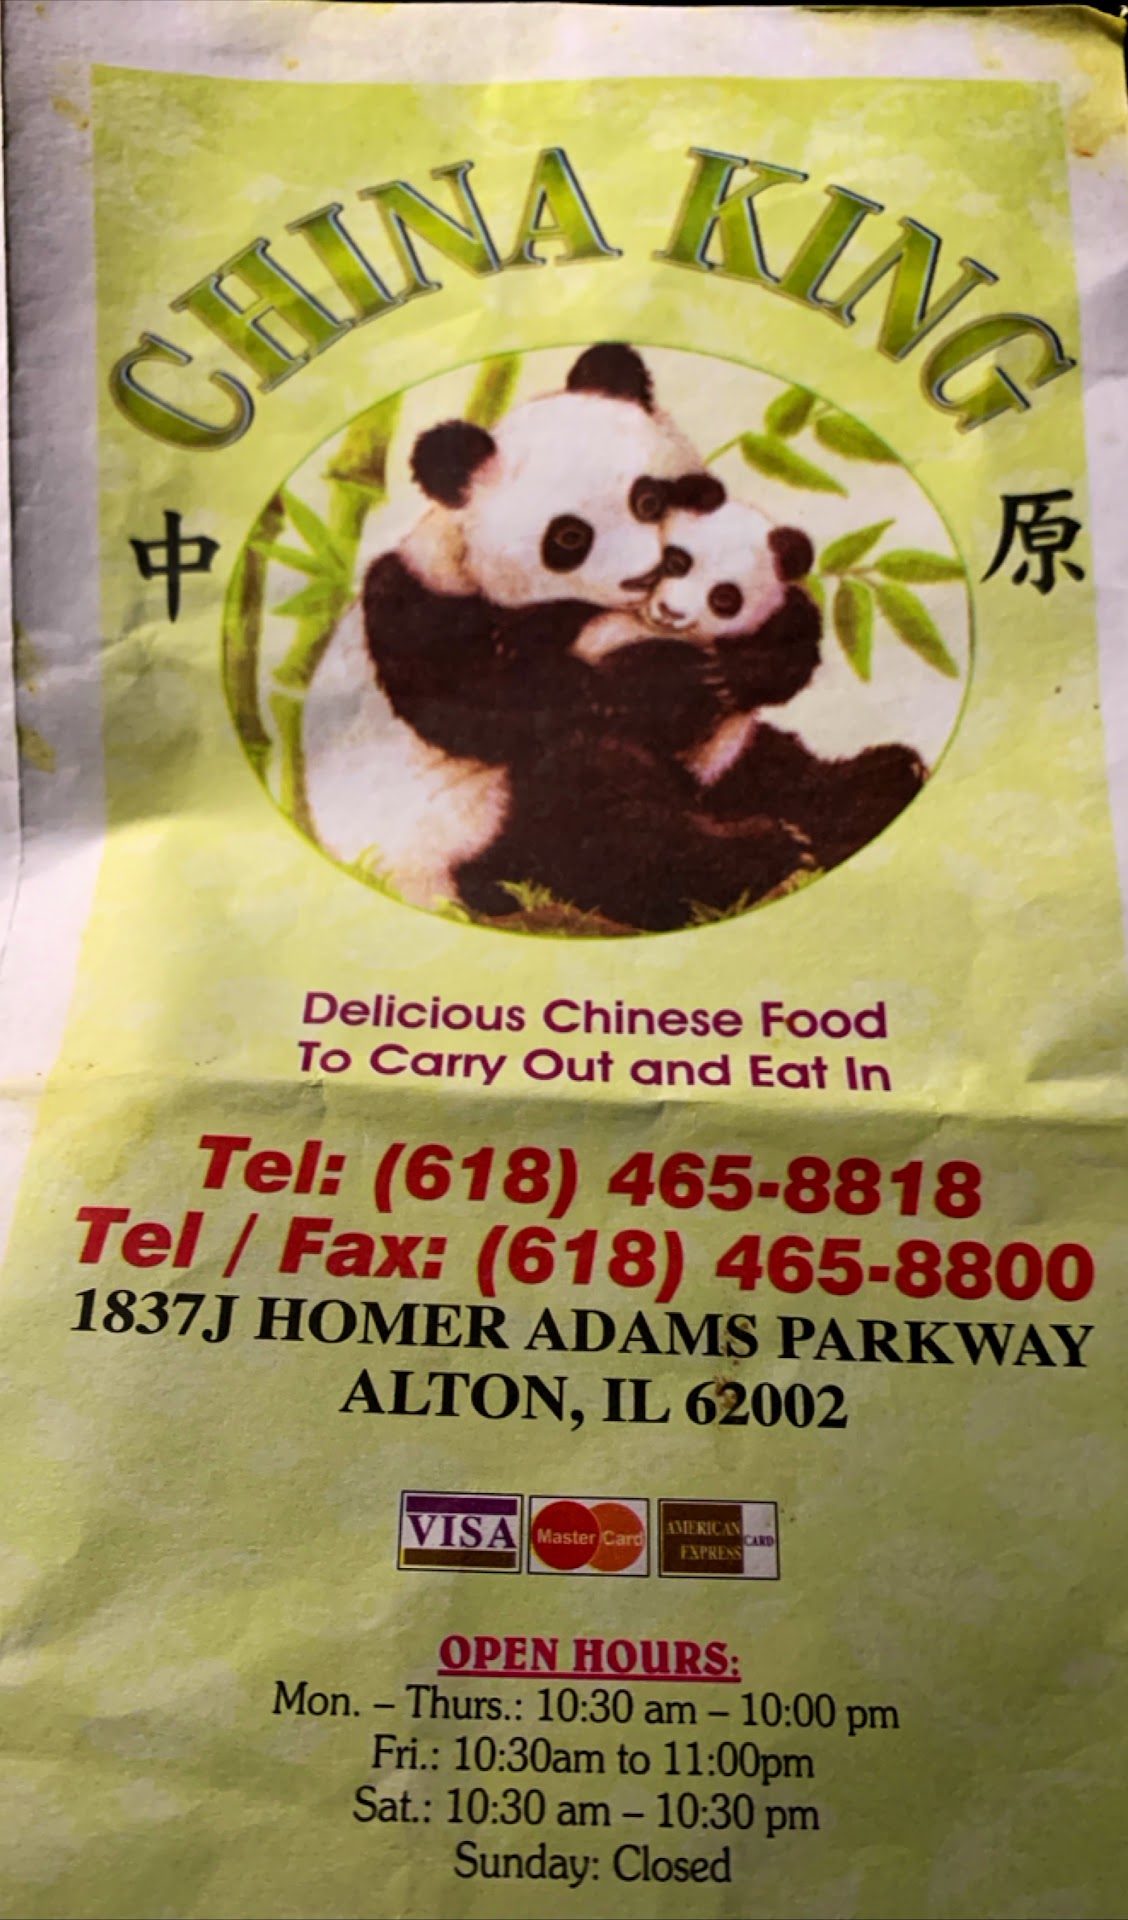 CHINA KING
中 原
Delicious Chinese Food
To Carry Out and Eat In
Tel: (618) 465-8818
Tel / Fax: (618) 465-8800
1837J HOMER ADAMS PARKWAY
ALTON, IL 62002
VISA MasterCard AMERICAN EXPRESS CARD
OPEN HOURS:
Mon. – Thurs.: 10:30 am – 10:00 pm
Fri.: 10:30am to 11:00pm
Sat.: 10:30 am – 10:30 pm
Sunday: Closed